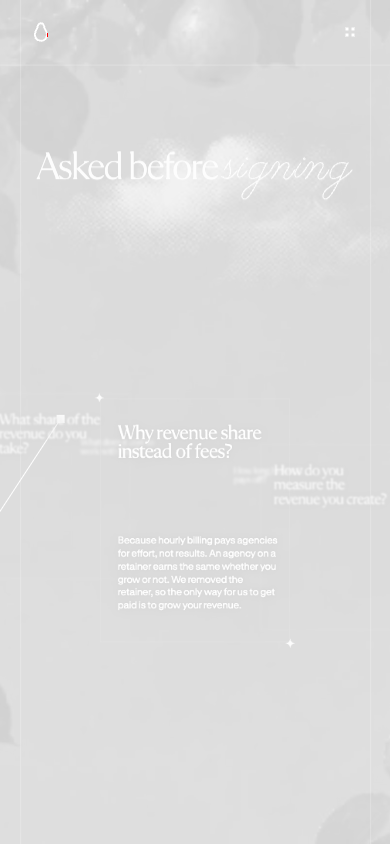 Asked before signing
What share of the
revenue do you
take?
Why revenue share
instead of fees?
How do you
measure the
revenue you create?
Because hourly billing pays agencies
for effort, not results. An agency on a
retainer earns the same whether you
grow or not. We removed the
retainer, so the only way for us to get
paid is to grow your revenue.